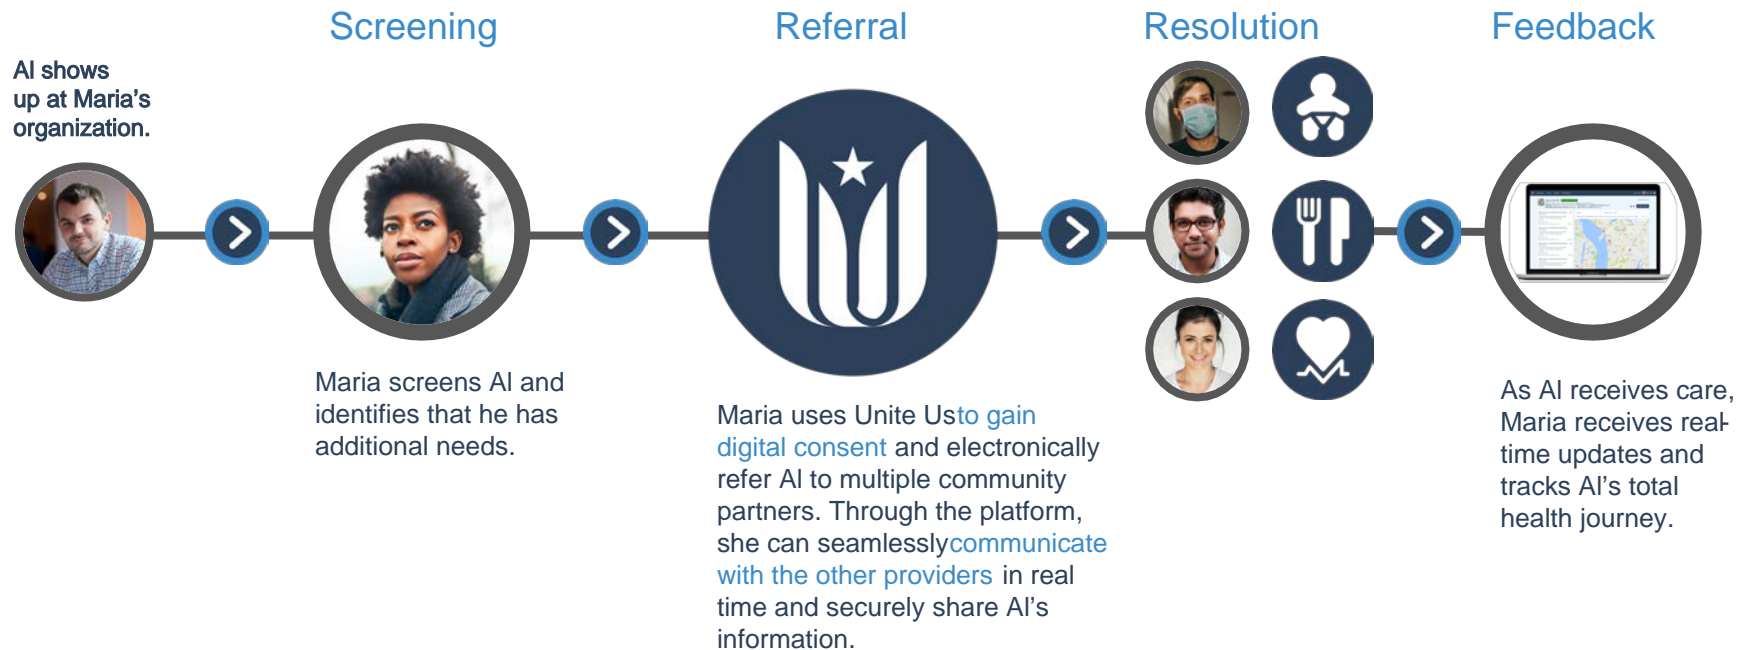 Screening
Referral
Resolution
Feedback
Al shows
up at Maria’s
organization.
Maria screens Al and
identifies that he has
additional needs.
Maria uses Unite Usto gain
digital consent and electronically
refer Al to multiple community
partners. Through the platform,
she can seamlesslycommunicate
with the other providers in real
time and securely share Al’s
information.
As Al receives care,
Maria receives real-
time updates and
tracks Al’s total
health journey.